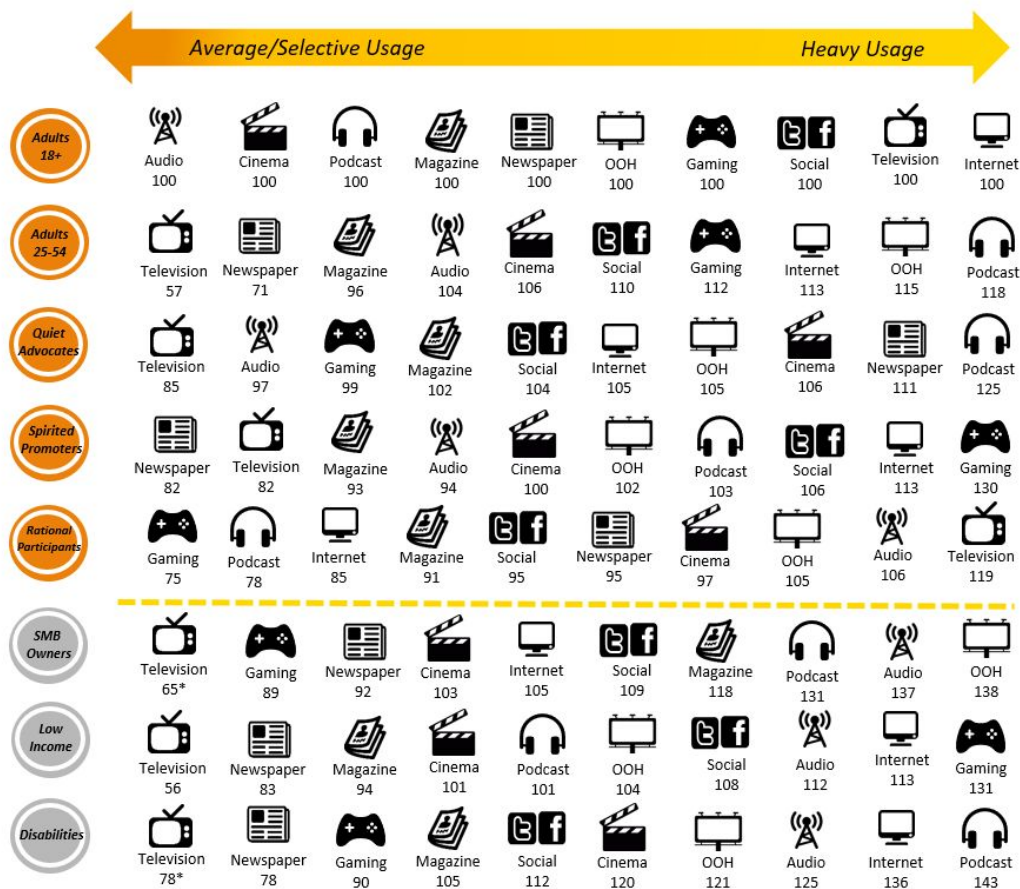 Average/Selective Usage Heavy Usage
Adults
18+
Audio Cinema Podcast Magazine Newspaper OOH Gaming Social Television Internet
100 100 100 100 100 100 100 100 100 100
Adults
25-54
Television Newspaper Magazine Audio Cinema Social Gaming Internet OOH Podcast
57 71 96 104 106 110 112 113 115 118
Quiet
Advocates
Television Audio Gaming Magazine Social Internet OOH Cinema Newspaper Podcast
85 97 99 102 104 105 105 106 111 125
Spirited
Promoters
Newspaper Television Magazine Audio Cinema OOH Podcast Social Internet Gaming
82 82 93 94 100 102 103 106 113 130
Rational
Participants
Gaming Podcast Internet Magazine Social Newspaper Cinema OOH Audio Television
75 78 85 91 95 95 97 105 106 119
SMB
Owners
Television Gaming Newspaper Cinema Internet Social Magazine Podcast Audio OOH
65* 89 92 103 105 109 118 131 137 138
Low
Income
Television Newspaper Magazine Cinema Podcast OOH Social Audio Internet Gaming
56 83 94 101 101 104 108 112 113 131
Disabilities
Television Newspaper Gaming Magazine Social Cinema OOH Audio Internet Podcast
78* 78 90 105 112 120 121 125 136 143